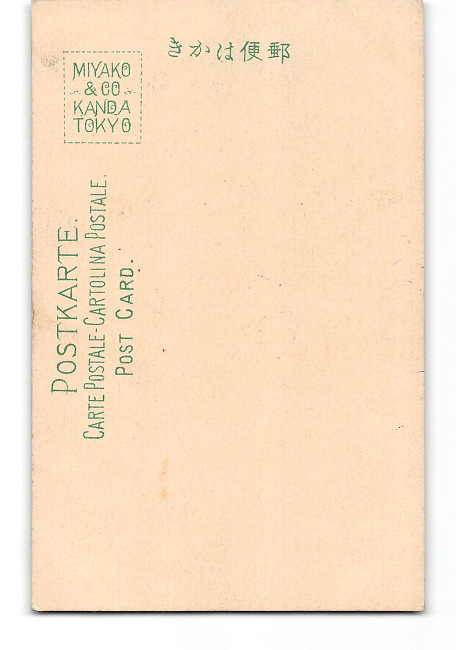 郵便はかき
MIYAKO
& CO
KANDA
TOKYO
POSTKARTE.
CARTE POSTALE-CARTOLINA POSTALE.
POST CARD.